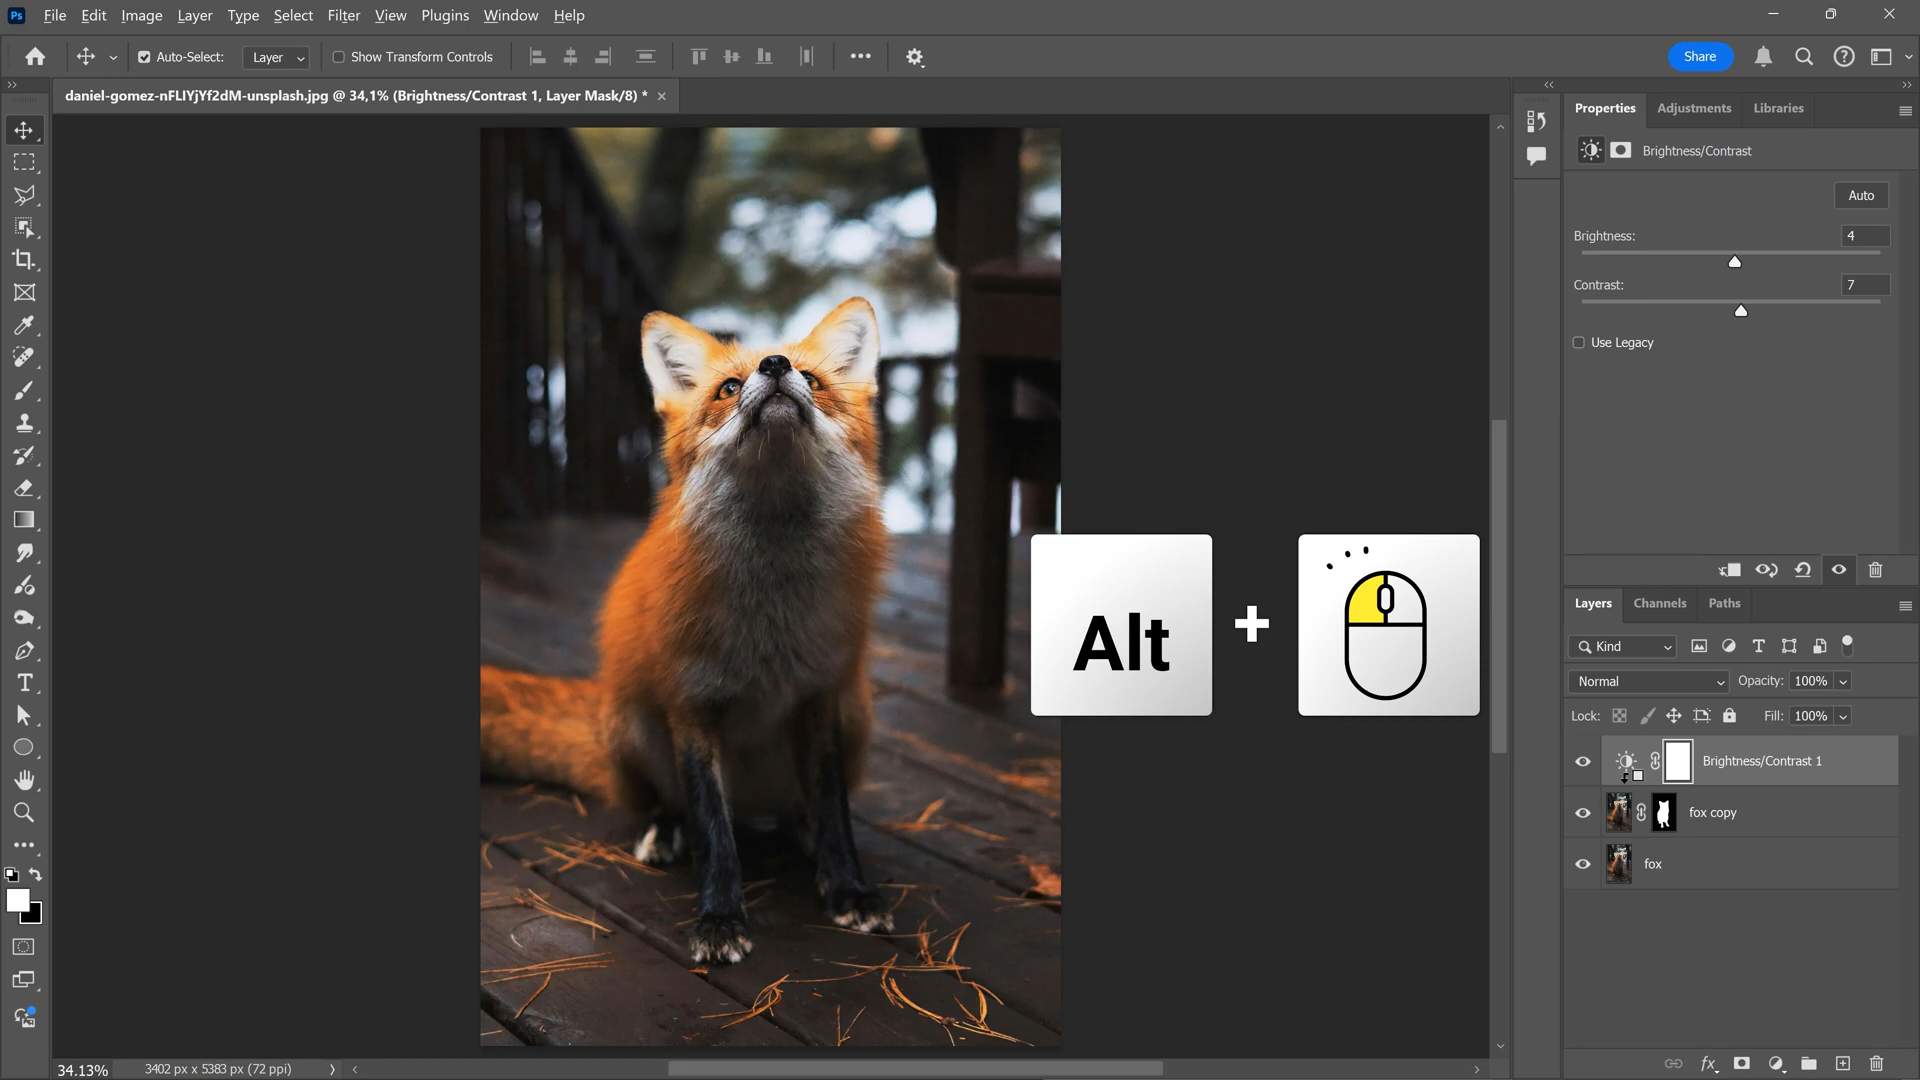 Ps File Edit Image Layer Type Select Filter View Plugins Window Help
Auto-Select: Layer Show Transform Controls Share
daniel-gomez-nFLIYjYf2dM-unsplash.jpg @ 34,1% (Brightness/Contrast 1, Layer Mask/8) *
Properties Adjustments Libraries
Brightness/Contrast
Auto
Brightness: 4
Contrast: 7
Use Legacy
Alt +
Layers Channels Paths
Kind
Normal Opacity: 100%
Lock: Fill: 100%
Brightness/Contrast 1
fox copy
fox
34.13% 3402 px x 5383 px (72 ppi)
fx